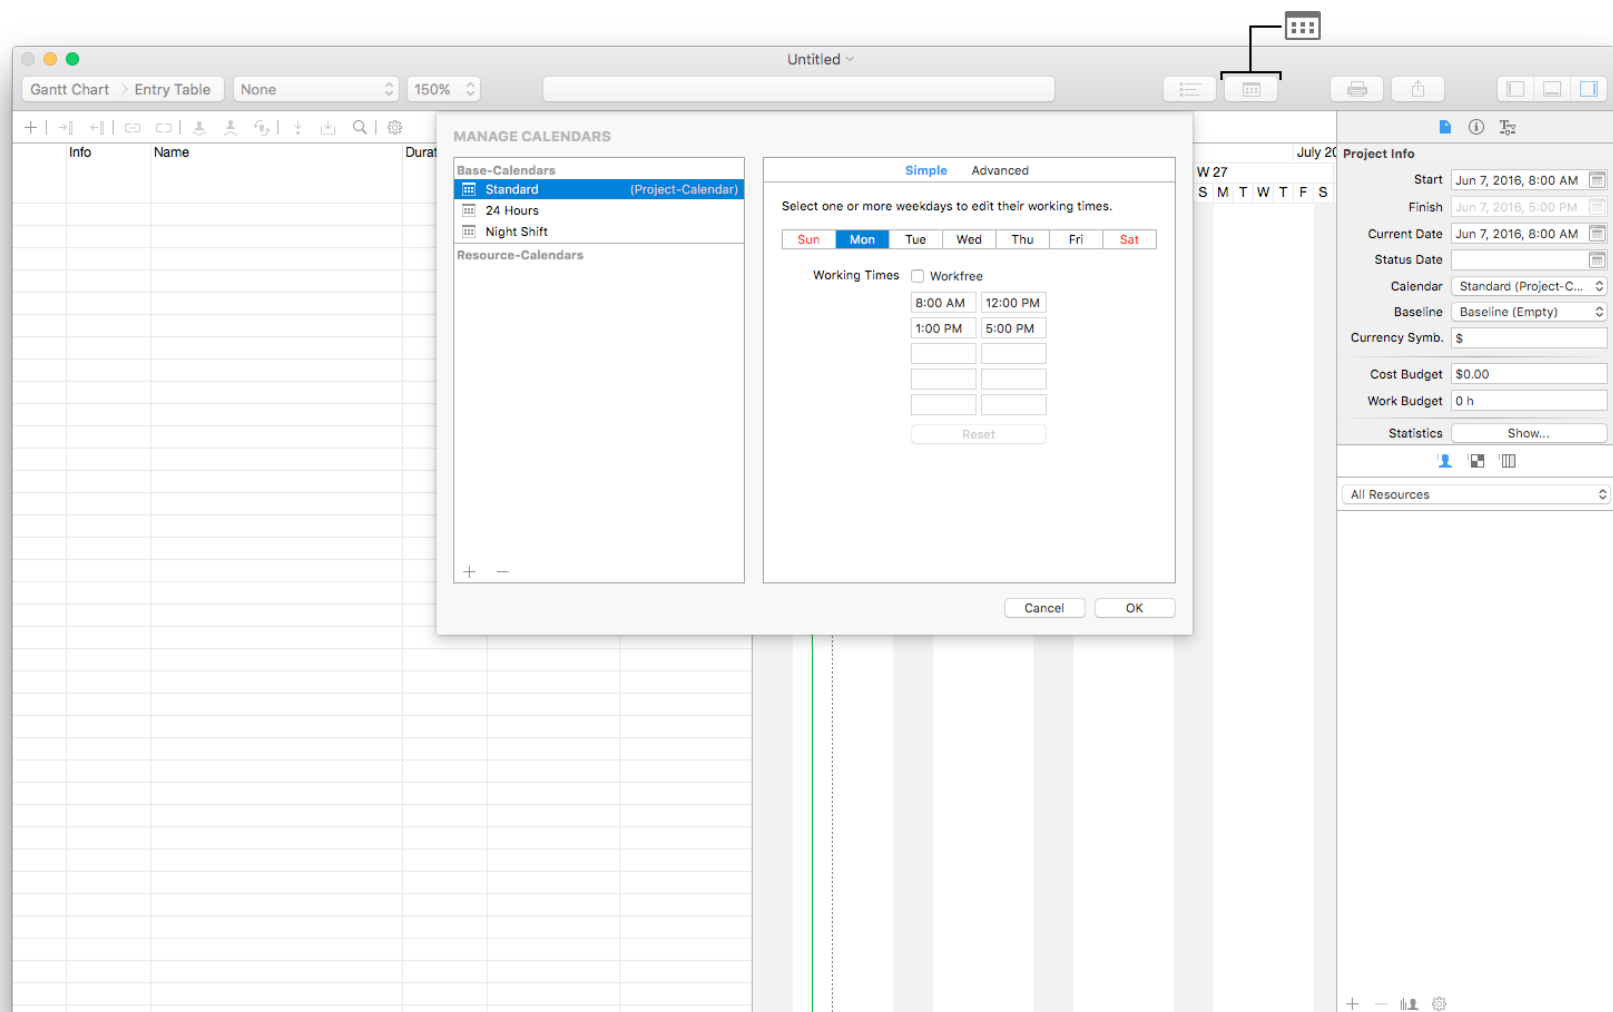 Untitled
Gantt Chart Entry Table None 150%
Info Name Durat
MANAGE CALENDARS
Base-Calendars
Standard (Project-Calendar)
24 Hours
Night Shift
Resource-Calendars
Simple Advanced
Select one or more weekdays to edit their working times.
Sun Mon Tue Wed Thu Fri Sat
Working Times Workfree
8:00 AM 12:00 PM
1:00 PM 5:00 PM
Reset
Cancel OK
July 20
W 27
S M T W T F S
Project Info
Start Jun 7, 2016, 8:00 AM
Finish Jun 7, 2016, 5:00 PM
Current Date Jun 7, 2016, 8:00 AM
Status Date
Calendar Standard (Project-C...
Baseline Baseline (Empty)
Currency Symb. $
Cost Budget $0.00
Work Budget 0 h
Statistics Show...
All Resources